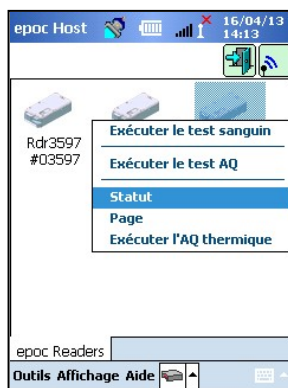 epoc Host
16/04/13
14:13
Exécuter le test sanguin
Rdr3597
#03597
Exécuter le test AQ
Statut
Page
Exécuter l'AQ thermique
epoc Readers
Outils Affichage Aide